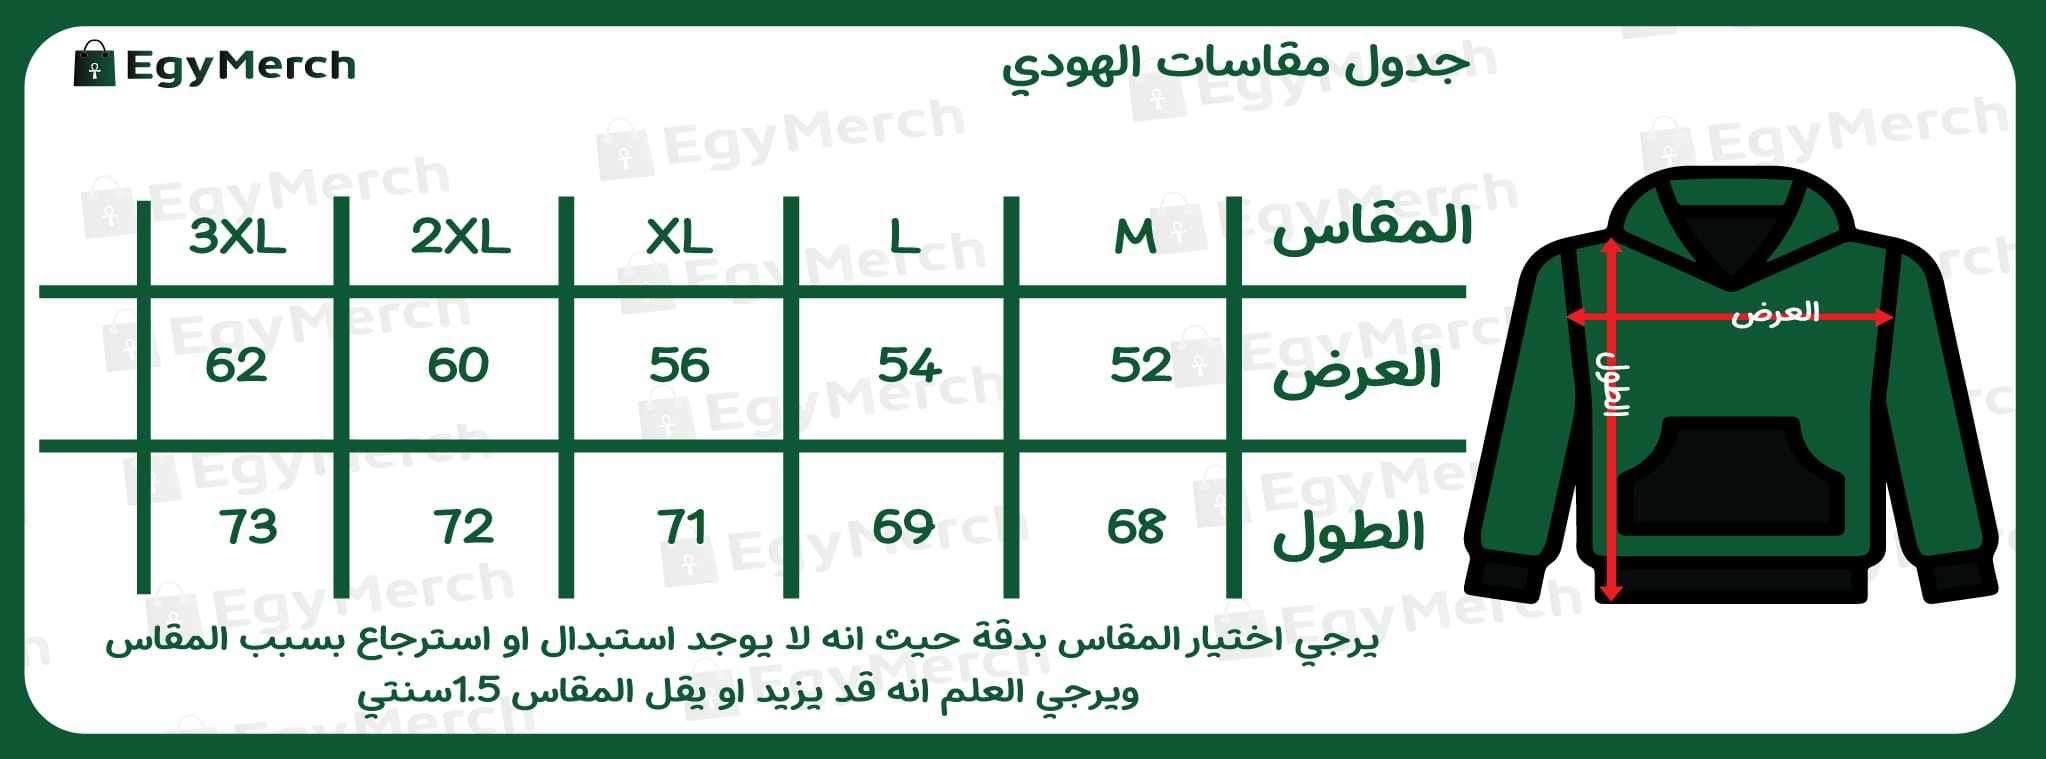 EgyMerch
جدول مقاسات الهودي
المقاس M L XL 2XL 3XL
العرض 52 54 56 60 62
الطول 68 69 71 72 73
العرض
الطول
يرجي اختيار المقاس بدقة حيث انه لا يوجد استبدال او استرجاع بسبب المقاس
ويرجي العلم انه قد يزيد او يقل المقاس 1.5سنتي